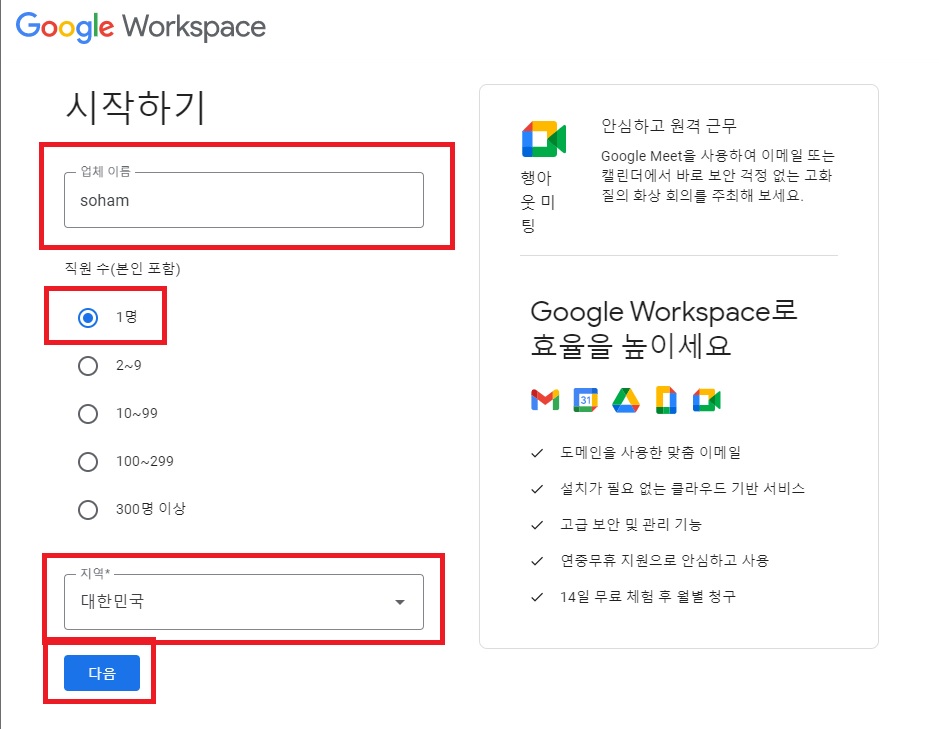 Google Workspace
시작하기
업체 이름
soham
직원 수(본인 포함)
1명
2~9
10~99
100~299
300명 이상
지역*
대한민국
다음
행아
웃 미
팅
안심하고 원격 근무
Google Meet을 사용하여 이메일 또는
캘린더에서 바로 보안 걱정 없는 고화
질의 화상 회의를 주최해 보세요.
Google Workspace로
효율을 높이세요
31
도메인을 사용한 맞춤 이메일
설치가 필요 없는 클라우드 기반 서비스
고급 보안 및 관리 기능
연중무휴 지원으로 안심하고 사용
14일 무료 체험 후 월별 청구